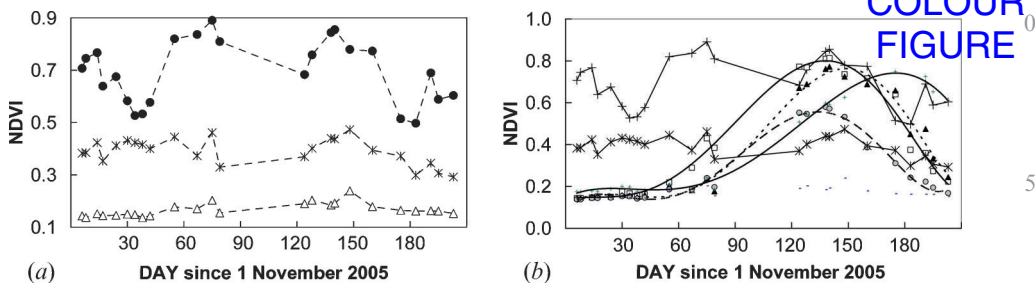 COLOUR
FIGURE
0
5
NDVI
0.9
0.7
0.5
0.3
0.1
30 60 90 120 150 180
(a)
DAY since 1 November 2005
NDVI
1.0
0.8
0.6
0.4
0.2
0.0
30 60 90 120 150 180
(b)
DAY since 1 November 2005